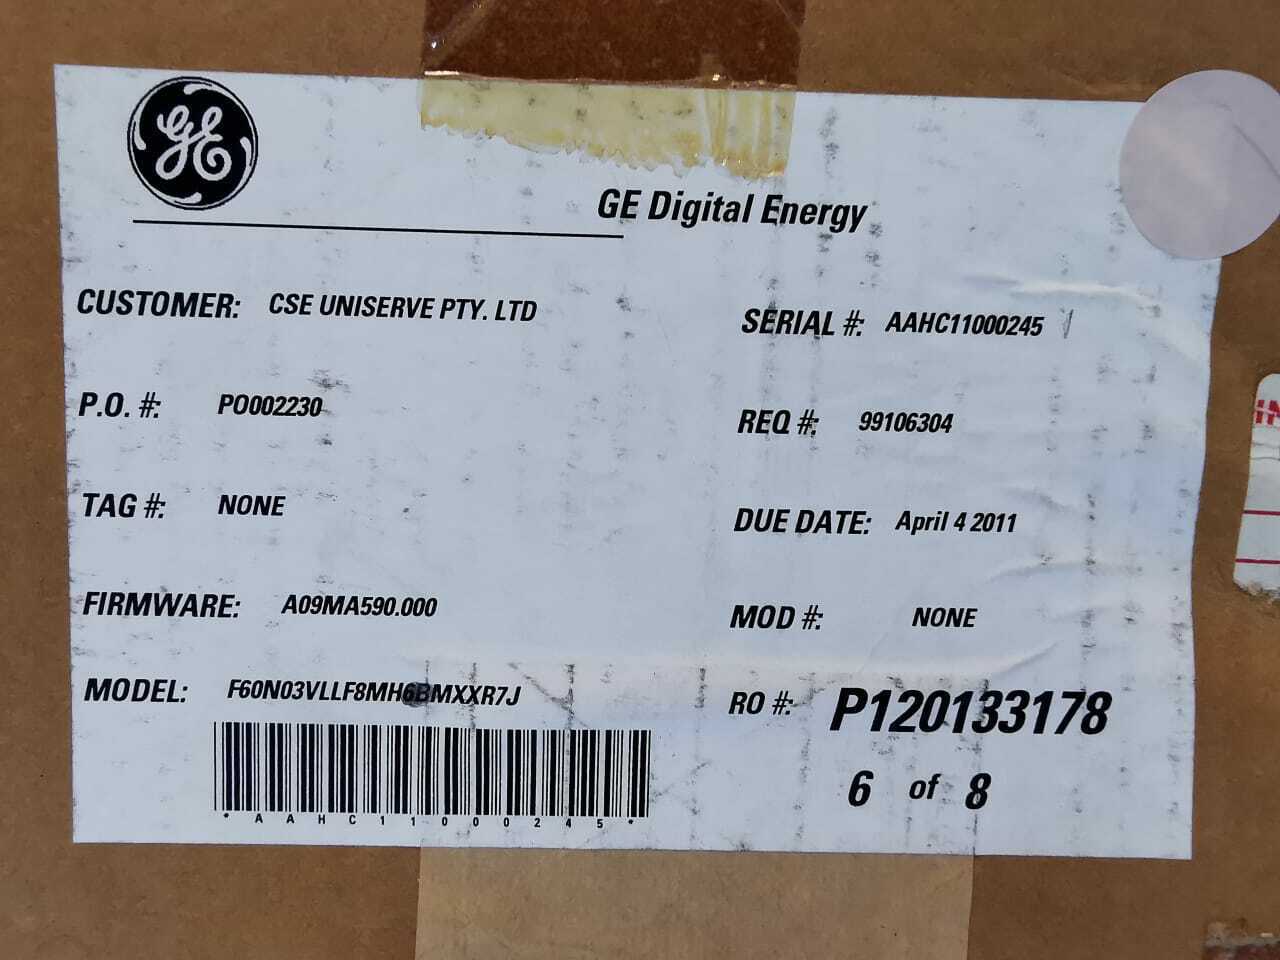 GE
GE Digital Energy
CUSTOMER: CSE UNISERVE PTY. LTD
SERIAL #: AAHC11000245
P.O. #: PO002230
REQ #: 99106304
TAG #: NONE
DUE DATE: April 4 2011
FIRMWARE: A09MA590.000
MOD #: NONE
MODEL: F60N03VLLF8MH6BMXXR7J
RO #: P120133178
*AAHC11000245*
6 of 8